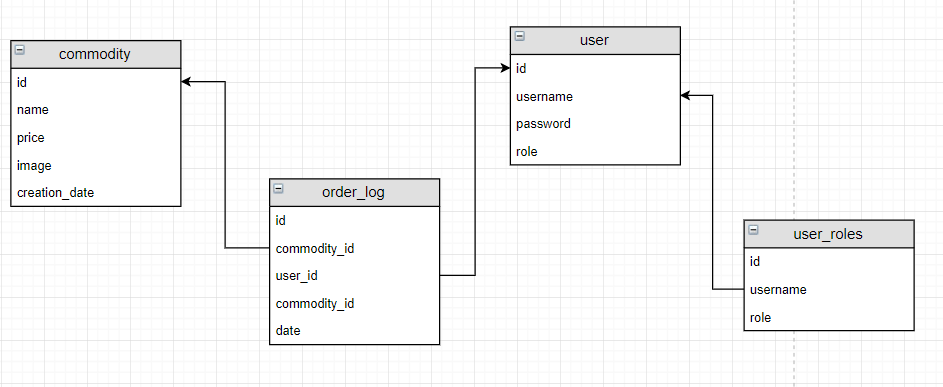 commodity
id
name
price
image
creation_date
user
id
username
password
role
order_log
id
commodity_id
user_id
commodity_id
date
user_roles
id
username
role